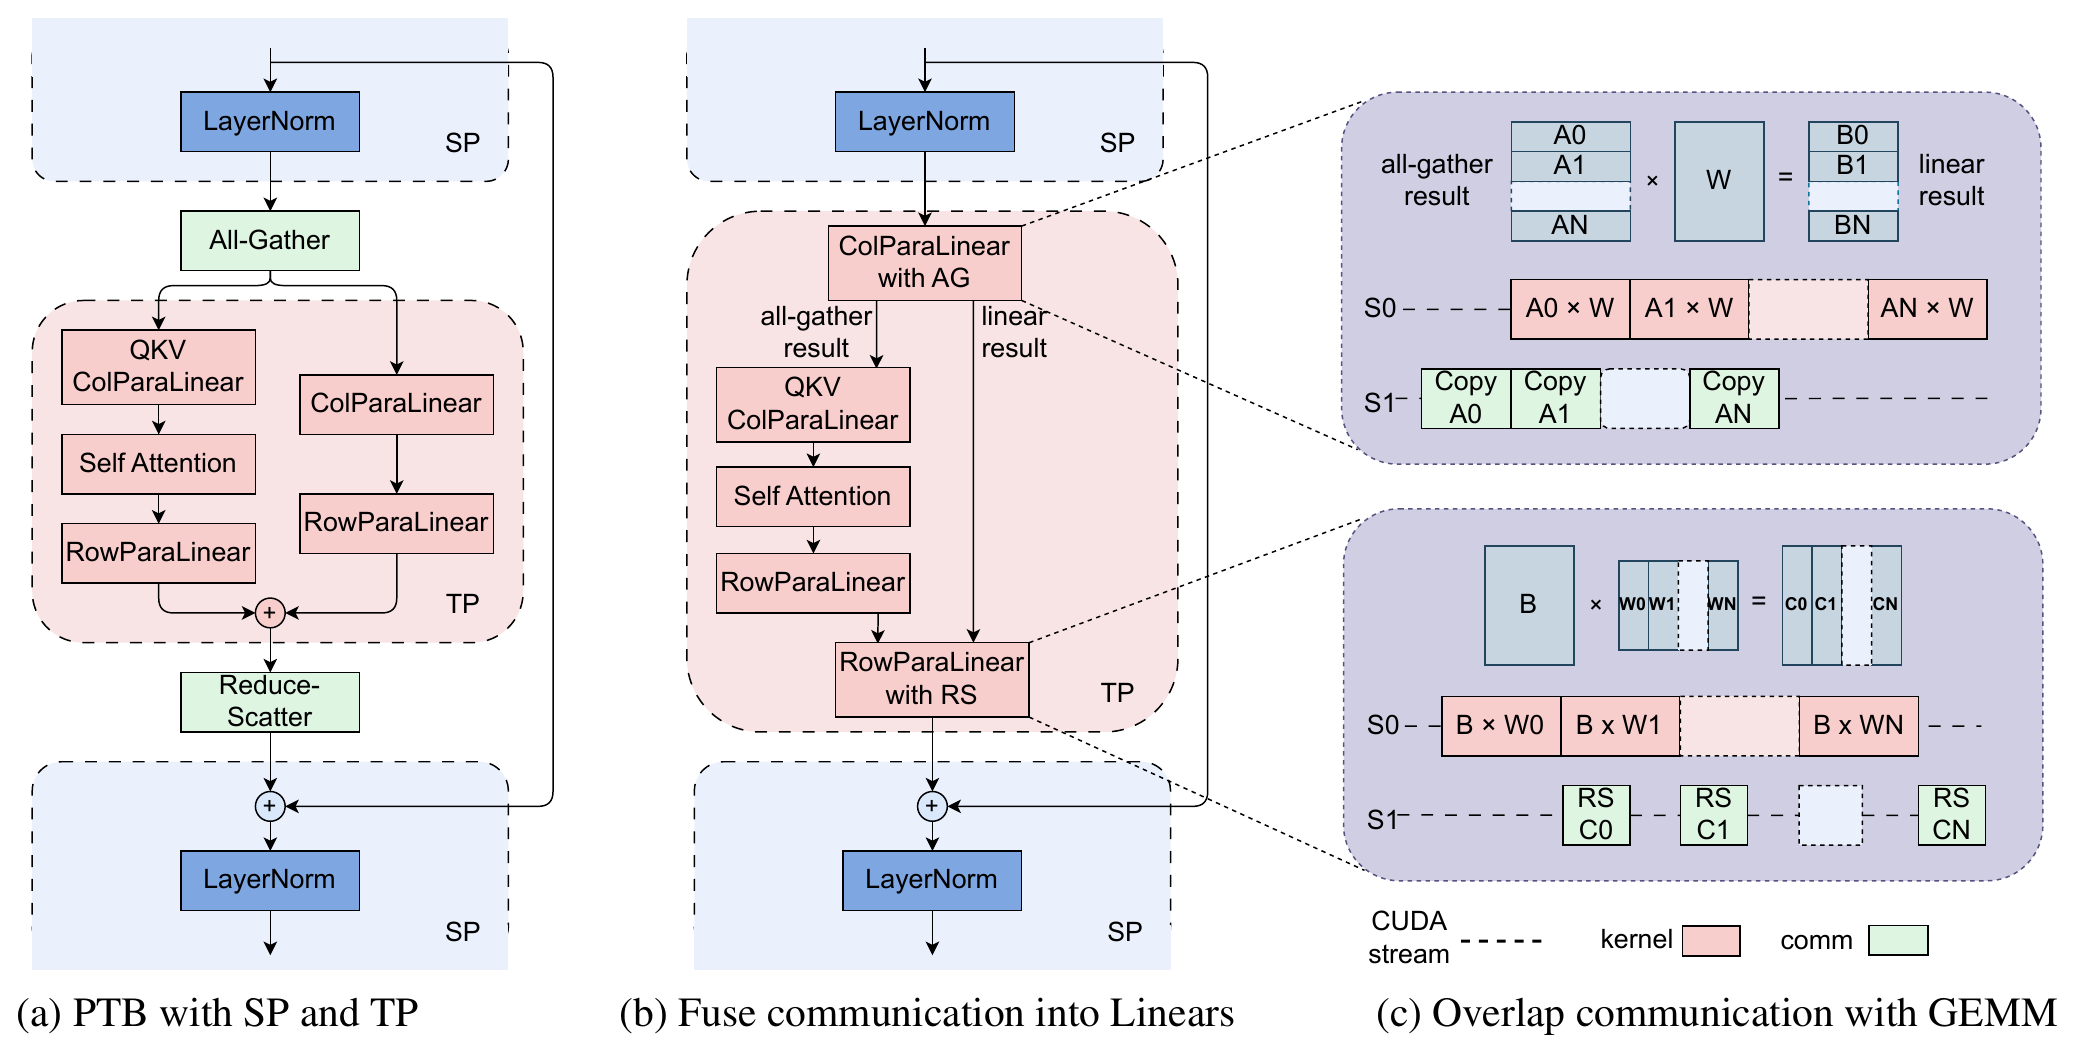 LayerNorm
SP
All-Gather
QKV
ColParaLinear
ColParaLinear
Self Attention
RowParaLinear
RowParaLinear
+
TP
Reduce-
Scatter
+
LayerNorm
SP
(a) PTB with SP and TP
LayerNorm
SP
ColParaLinear
with AG
all-gather
result
linear
result
QKV
ColParaLinear
Self Attention
RowParaLinear
RowParaLinear
with RS
TP
+
LayerNorm
SP
(b) Fuse communication into Linears
all-gather
result
A0
A1
AN
×
W
=
B0
B1
BN
linear
result
S0
A0 × W
A1 × W
AN × W
S1
Copy
A0
Copy
A1
Copy
AN
B
×
W0
W1
WN
=
C0
C1
CN
S0
B × W0
B x W1
B x WN
S1
RS
C0
RS
C1
RS
CN
CUDA
stream
kernel
comm
(c) Overlap communication with GEMM